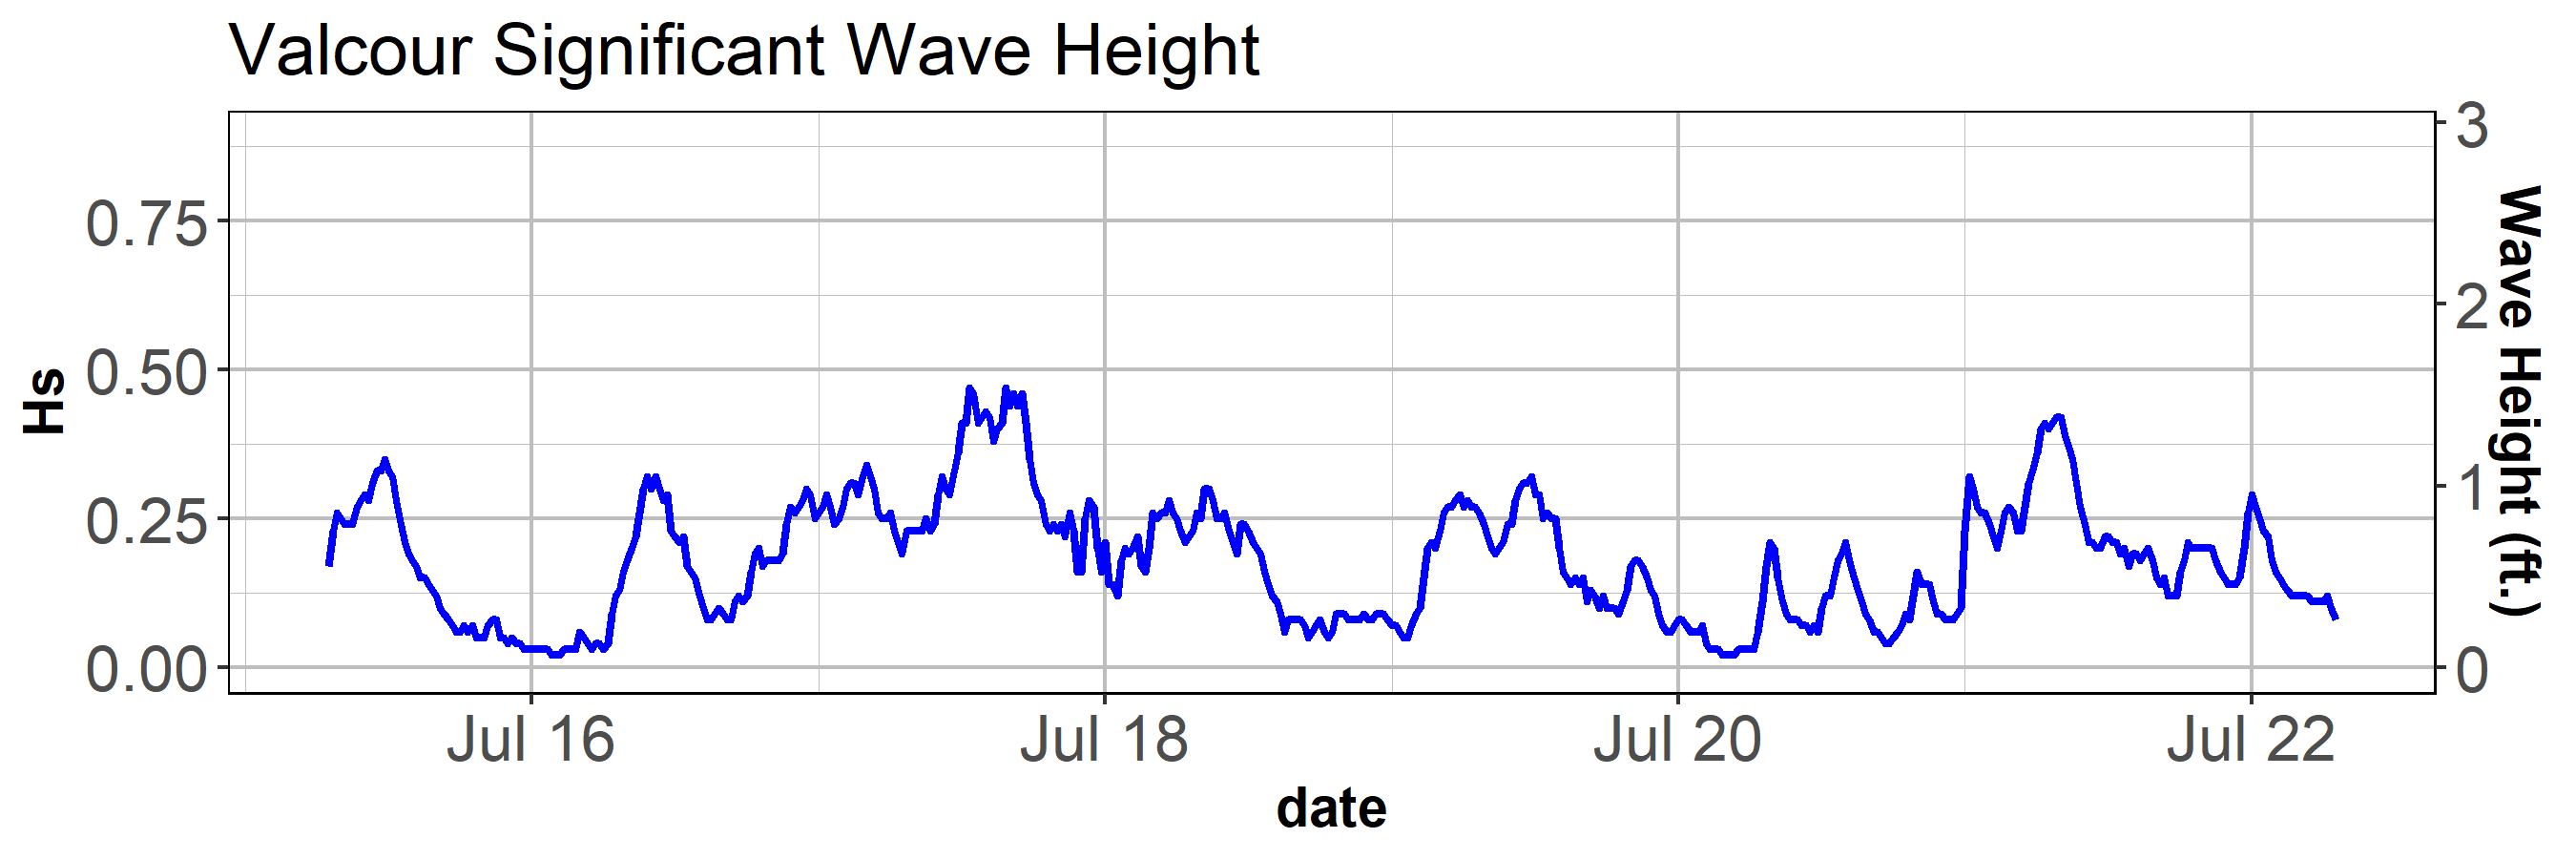 Valcour Significant Wave Height
Hs
0.75
0.50
0.25
0.00
3
2
1
0
Wave Height (ft.)
Jul 16
Jul 18
Jul 20
Jul 22
date